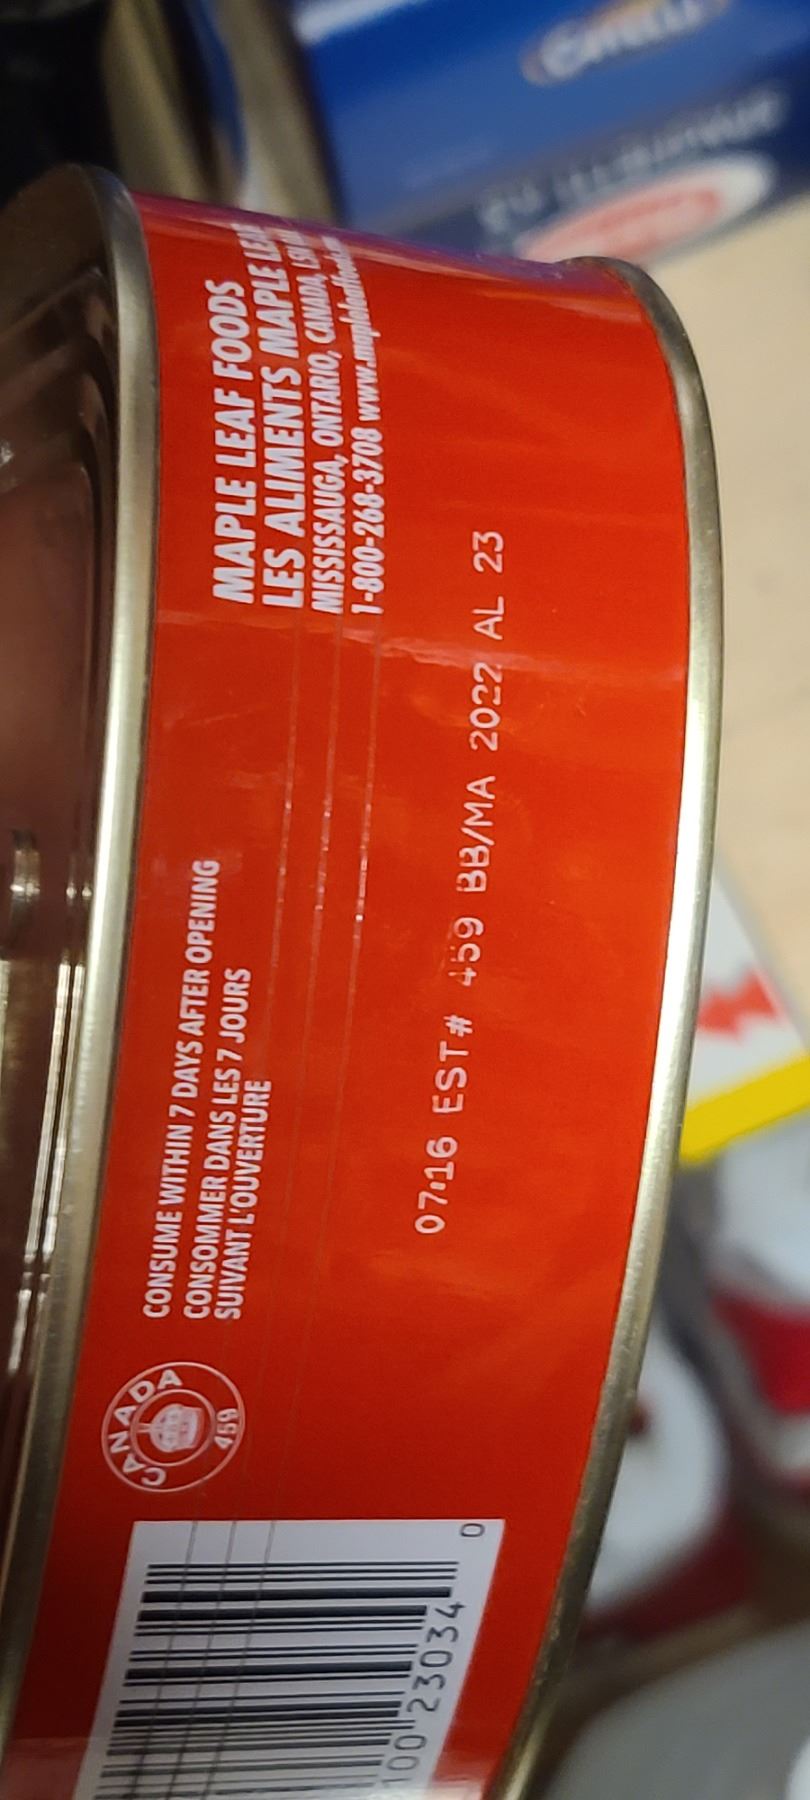 MAPLE LEAF FOODS
LES ALIMENTS MAPLE
MISSISSAUGA, ONTARIO, CANADA,
1-800-268-3708
07:16 EST# 459 BB/MA 2022 AL 23
CONSUME WITHIN 7 DAYS AFTER OPENING
CONSOMMER DANS LES 7 JOURS
SUIVANT L'OUVERTURE
CANADA
459
100 23034 0